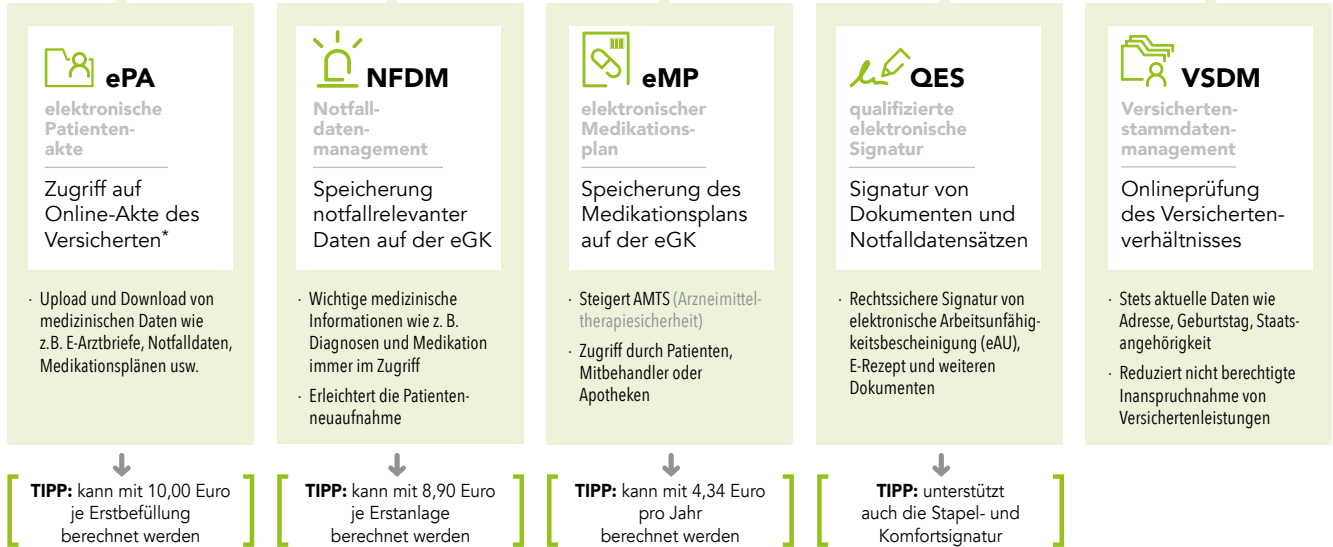 ePA
elektronische
Patienten-
akte
Zugriff auf
Online-Akte des
Versicherten*
· Upload und Download von
medizinischen Daten wie
z.B. E-Arztbriefe, Notfalldaten,
Medikationsplänen usw.
TIPP: kann mit 10,00 Euro
je Erstbefüllung
berechnet werden
NFDM
Notfall-
daten-
management
Speicherung
notfallrelevanter
Daten auf der eGK
· Wichtige medizinische
Informationen wie z. B.
Diagnosen und Medikation
immer im Zugriff
· Erleichtert die Patienten-
neuaufnahme
TIPP: kann mit 8,90 Euro
je Erstanlage
berechnet werden
eMP
elektronischer
Medikations-
plan
Speicherung des
Medikationsplans
auf der eGK
· Steigert AMTS (Arzneimittel-
therapiesicherheit)
· Zugriff durch Patienten,
Mitbehandler oder
Apotheken
TIPP: kann mit 4,34 Euro
pro Jahr
berechnet werden
QES
qualifizierte
elektronische
Signatur
Signatur von
Dokumenten und
Notfalldatensätzen
· Rechtssichere Signatur von
elektronische Arbeitsunfähig-
keitsbescheinigung (eAU),
E-Rezept und weiteren
Dokumenten
TIPP: unterstützt
auch die Stapel- und
Komfortsignatur
VSDM
Versicherten-
stammdaten-
management
Onlineprüfung
des Versicherten-
verhältnisses
· Stets aktuelle Daten wie
Adresse, Geburtstag, Staats-
angehörigkeit
· Reduziert nicht berechtigte
Inanspruchnahme von
Versichertenleistungen